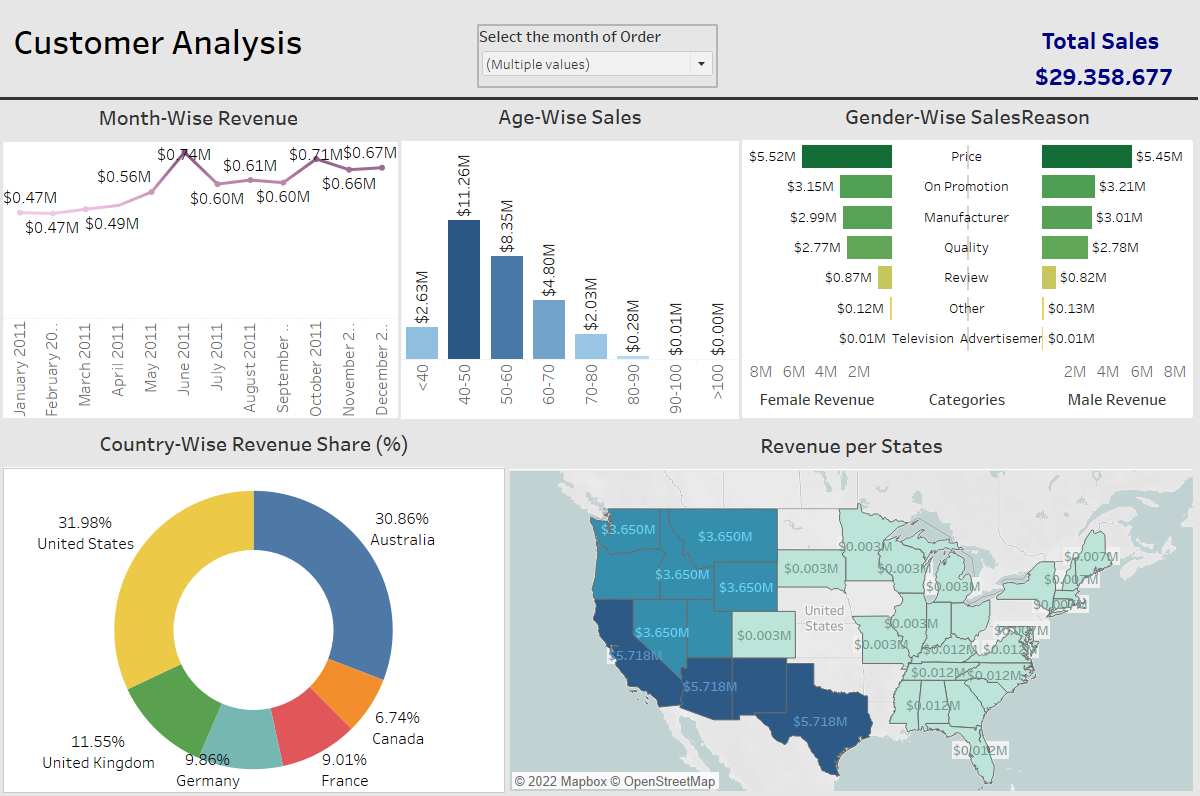 Customer Analysis
Select the month of Order
(Multiple values)
Total Sales
$29,358,677
Month-Wise Revenue
$0.47M
$0.47M
$0.49M
$0.56M
$0.74M
$0.60M
$0.61M
$0.60M
$0.71M
$0.66M
$0.67M
January 2011
February 20..
March 2011
April 2011
May 2011
June 2011
July 2011
August 2011
September ..
October 2011
November 2..
December 2..
Age-Wise Sales
$2.63M
$11.26M
$8.35M
$4.80M
$2.03M
$0.28M
$0.01M
$0.00M
<40
40-50
50-60
60-70
70-80
80-90
90-100
>100
Gender-Wise SalesReason
$5.52M Price $5.45M
$3.15M On Promotion $3.21M
$2.99M Manufacturer $3.01M
$2.77M Quality $2.78M
$0.87M Review $0.82M
$0.12M Other $0.13M
$0.01M Television Advertisemer $0.01M
8M 6M 4M 2M 2M 4M 6M 8M
Female Revenue Categories Male Revenue
Country-Wise Revenue Share (%)
31.98%
United States
30.86%
Australia
6.74%
Canada
9.01%
France
9.86%
Germany
11.55%
United Kingdom
Revenue per States
$3.650M
$3.650M
$3.650M
$3.650M
$3.650M
$5.718M
$5.718M
$5.718M
$0.003M
$0.003M
$0.003M
$0.003M
$0.003M
$0.003M
$0.003M
United
States
$0.007M
$0.007M
$0.007M
$0.007M
$0.012M
$0.012M
$0.012M
$0.012M
$0.012M
$0.012M
© 2022 Mapbox © OpenStreetMap